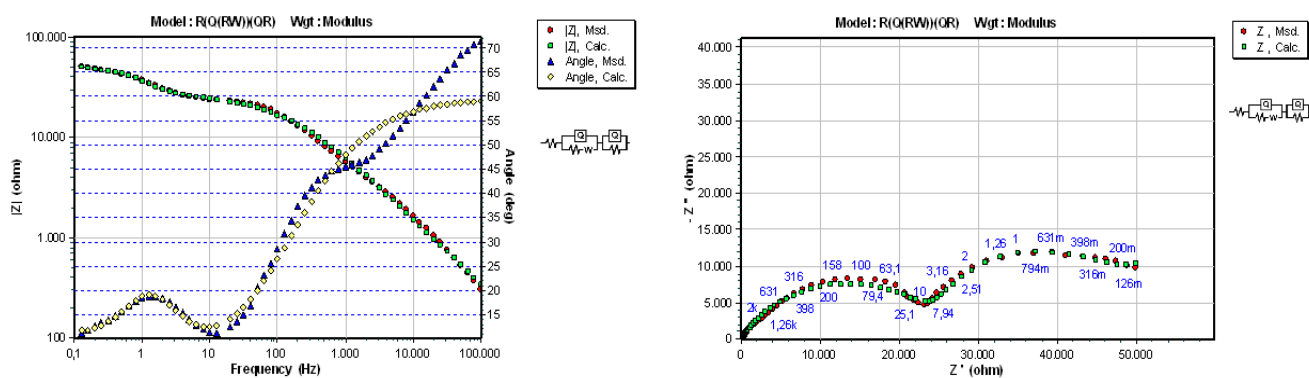 Model : R(Q(RW))(QR) Wgt : Modulus
|Z|, Msd.
|Z|, Calc.
Angle, Msd.
Angle, Calc.
100.000
10.000
1.000
100
|Z| (ohm)
70
65
60
55
50
45
40
35
30
25
20
15
Angle (deg)
0,1
1
10
100
1.000
10.000
100.000
Frequency (Hz)
Q
W
Q
Model : R(Q(RW))(QR) Wgt : Modulus
Z , Msd.
Z , Calc.
40.000
35.000
30.000
25.000
20.000
15.000
10.000
5.000
0
- Z'' (ohm)
2k
631
316
158
100
63,1
3,16
2
1,26
1
631m
398m
200m
1,26k
398
200
79,4
25,1
10
7,94
2,51
794m
316m
126m
0
10.000
20.000
30.000
40.000
50.000
Z ' (ohm)
Q
W
Q